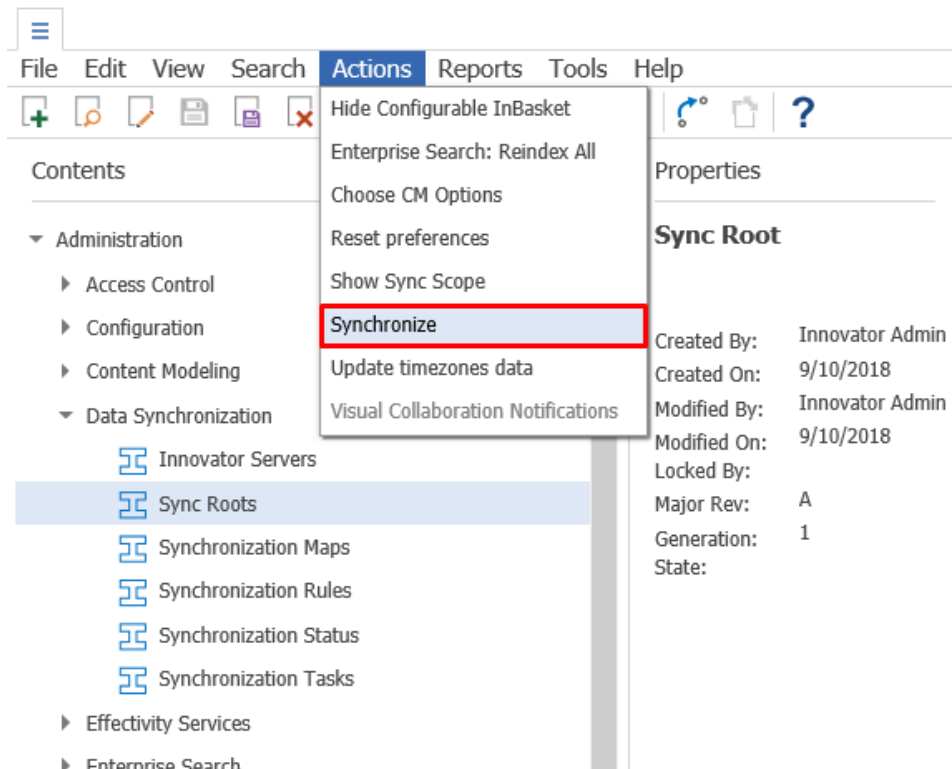 File Edit View Search Actions Reports Tools Help
?
Contents
Administration
Access Control
Configuration
Content Modeling
Data Synchronization
Innovator Servers
Sync Roots
Synchronization Maps
Synchronization Rules
Synchronization Status
Synchronization Tasks
Effectivity Services
Enterprise Search
Hide Configurable InBasket
Enterprise Search: Reindex All
Choose CM Options
Reset preferences
Show Sync Scope
Synchronize
Update timezones data
Visual Collaboration Notifications
Properties
Sync Root
Created By: Innovator Admin
Created On: 9/10/2018
Modified By: Innovator Admin
Modified On: 9/10/2018
Locked By:
Major Rev: A
Generation: 1
State: